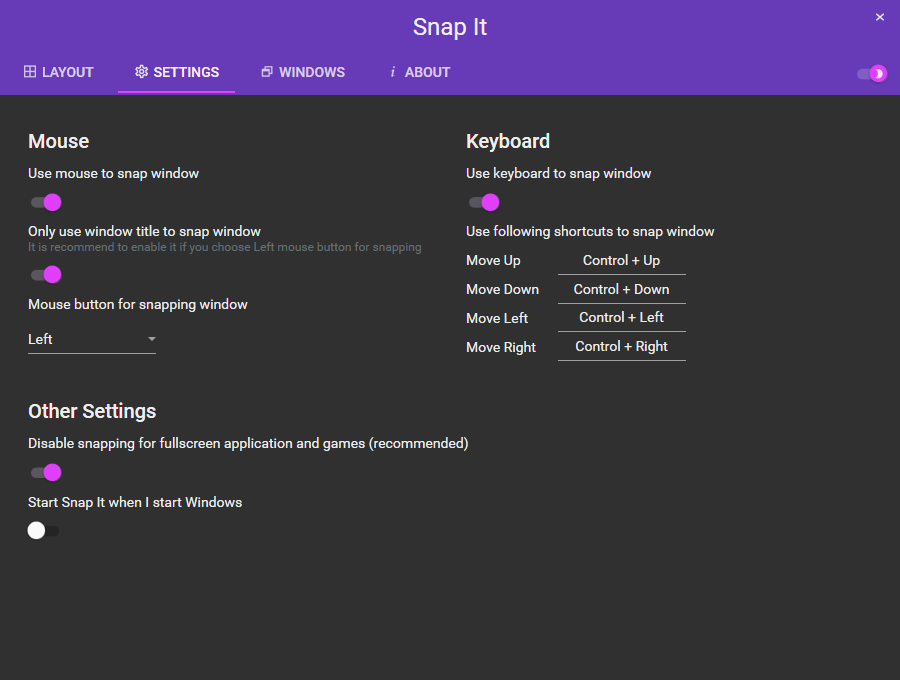 Snap It
LAYOUT
SETTINGS
WINDOWS
ABOUT
Mouse
Use mouse to snap window
Only use window title to snap window
It is recommend to enable it if you choose Left mouse button for snapping
Mouse button for snapping window
Left
Keyboard
Use keyboard to snap window
Use following shortcuts to snap window
Move Up Control + Up
Move Down Control + Down
Move Left Control + Left
Move Right Control + Right
Other Settings
Disable snapping for fullscreen application and games (recommended)
Start Snap It when I start Windows